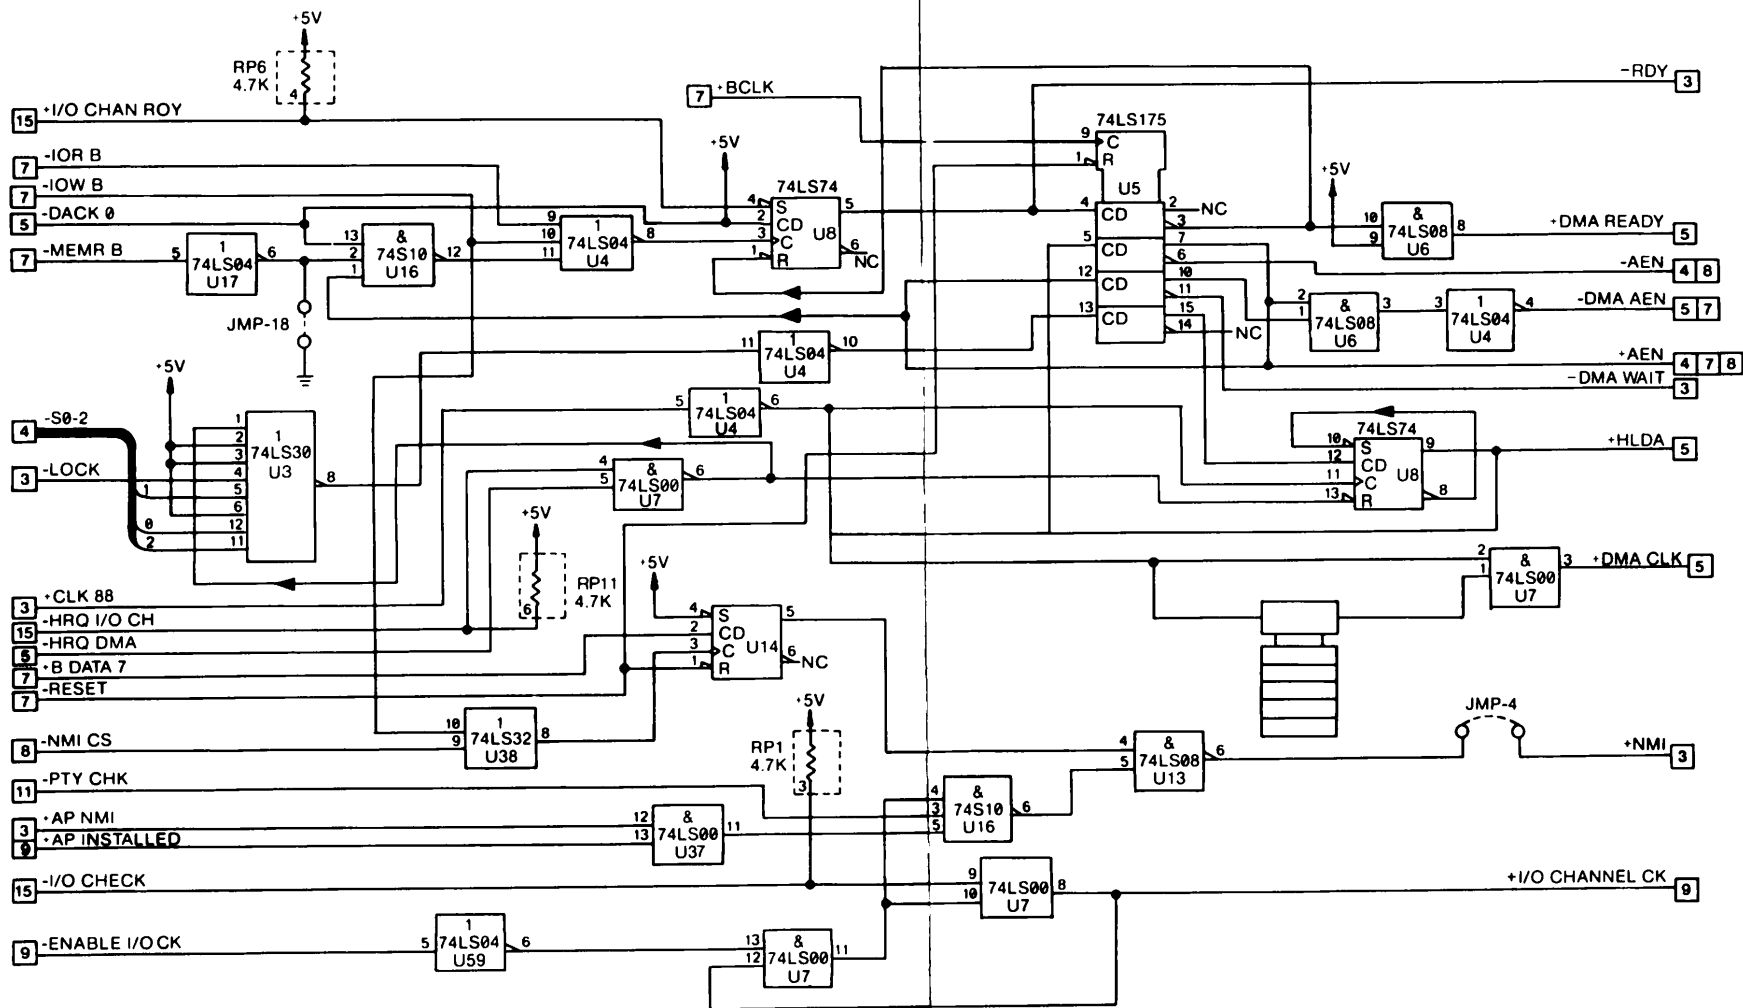 +5V
RP6
4.7K
4
15 +I/O CHAN ROY
7 -IOR B
7 -IOW B
5 -DACK 0
7 -MEMR B
5
1
74LS04
U17
6
JMP-18
13
2
1
&
74S10
U16
12
9
10
11
1
74LS04
U4
8
7 +BCLK
+5V
74LS74
4 S
2 CD
3 C
1 R
U8
5
6
NC
74LS175
9 C
1 R
U5
4 CD
5 CD
12 CD
13 CD
2 NC
3
7
6
10
11
15
14 NC
-RDY 3
+5V
10
9
&
74LS08
U6
8
+DMA READY 5
-AEN 4 8
2
1
&
74LS08
U6
3
3
1
74LS04
U4
4
-DMA AEN 5 7
+AEN 4 7 8
-DMA WAIT 3
11
1
74LS04
U4
10
5
1
74LS04
U4
6
+5V
4 -S0-2
3 -LOCK
1
0
2
1
2
3
4
5
6
12
11
1
74LS30
U3
8
4
5
&
74LS00
U7
6
74LS74
10 S
12 CD
11 C
13 R
U8
9
8
+HLDA 5
+5V
RP11
4.7K
6
3 +CLK 88
15 -HRQ I/O CH
5 -HRQ DMA
7 +B DATA 7
7 -RESET
+5V
4 S
2 CD
3 C
1 R
U14
5
6
NC
2
1
&
74LS00
U7
3
+DMA CLK 5
8 -NMI CS
10
9
1
74LS32
U38
8
+5V
RP1
4.7K
3
11 -PTY CHK
3 +AP NMI
9 +AP INSTALLED
12
13
&
74LS00
U37
11
4
3
5
&
74S10
U16
6
4
5
&
74LS08
U13
6
JMP-4
+NMI 3
15 -I/O CHECK
9
10
74LS00
U7
8
+I/O CHANNEL CK 9
9 -ENABLE I/O CK
5
1
74LS04
U59
6
13
12
&
74LS00
U7
11